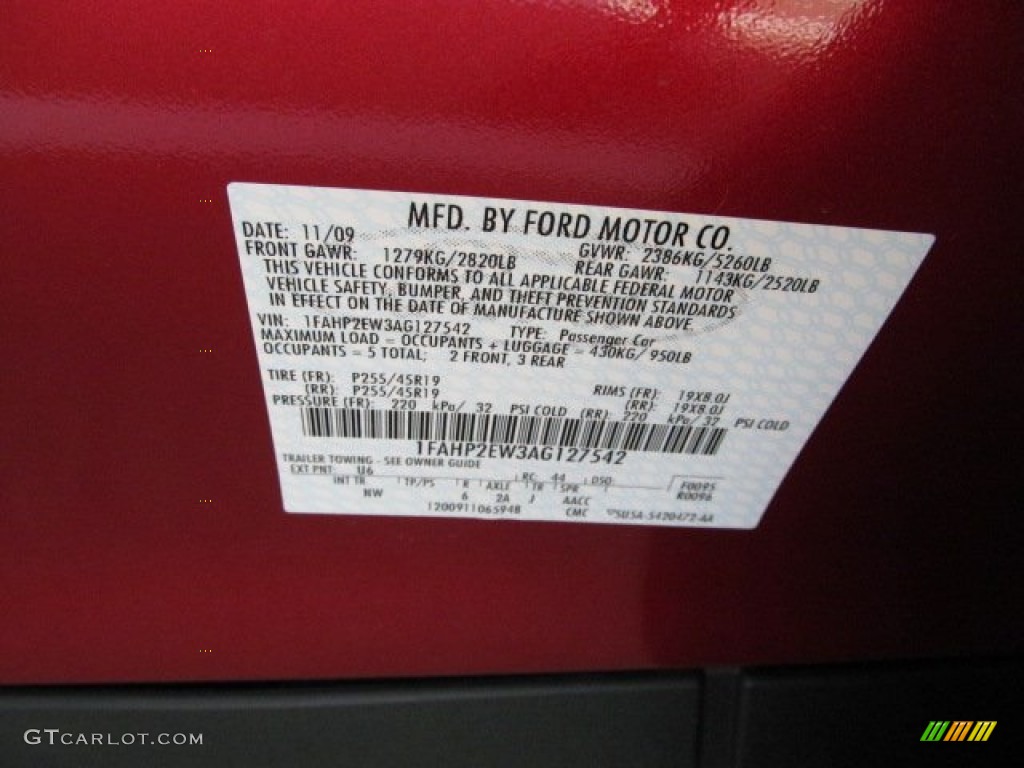 MFD. BY FORD MOTOR CO.
DATE: 11/09 GVWR: 2386KG/5260LB
FRONT GAWR: 1279KG/2820LB REAR GAWR: 1143KG/2520LB
THIS VEHICLE CONFORMS TO ALL APPLICABLE FEDERAL MOTOR
VEHICLE SAFETY, BUMPER, AND THEFT PREVENTION STANDARDS
IN EFFECT ON THE DATE OF MANUFACTURE SHOWN ABOVE.
VIN: 1FAHP2EW3AG127542 TYPE: Passenger Car
MAXIMUM LOAD = OCCUPANTS + LUGGAGE = 430KG/950LB
OCCUPANTS = 5 TOTAL; 2 FRONT, 3 REAR
TIRE (FR): P255/45R19 RIMS (FR): 19X8.0J
(RR): P255/45R19 (RR): 19X8.0J
PRESSURE (FR): 220 kPa/ 32 PSI COLD (RR): 220 kPa/ 32 PSI COLD
1FAHP2EW3AG127542
TRAILER TOWING - SEE OWNER GUIDE
EXT PNT U6 RC: 44 DSO: F0095
INT TR TP/PS R AXLE TR SPR R0096
NW 6 2A J AACC
1200911065948 CMC 5U5A-5420472-AA
GTCARLOT.COM